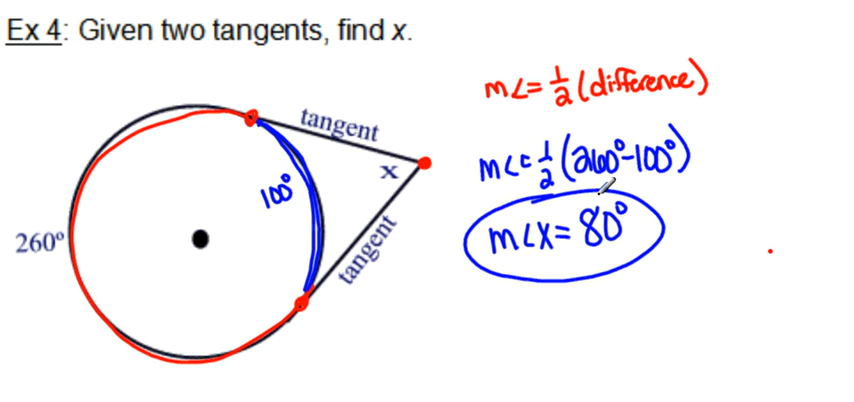 Ex 4: Given two tangents, find x.
m∠= 1/2 (difference)
tangent
x
100°
m∠= 1/2 (260°-100°)
260°
tangent
m∠x= 80°